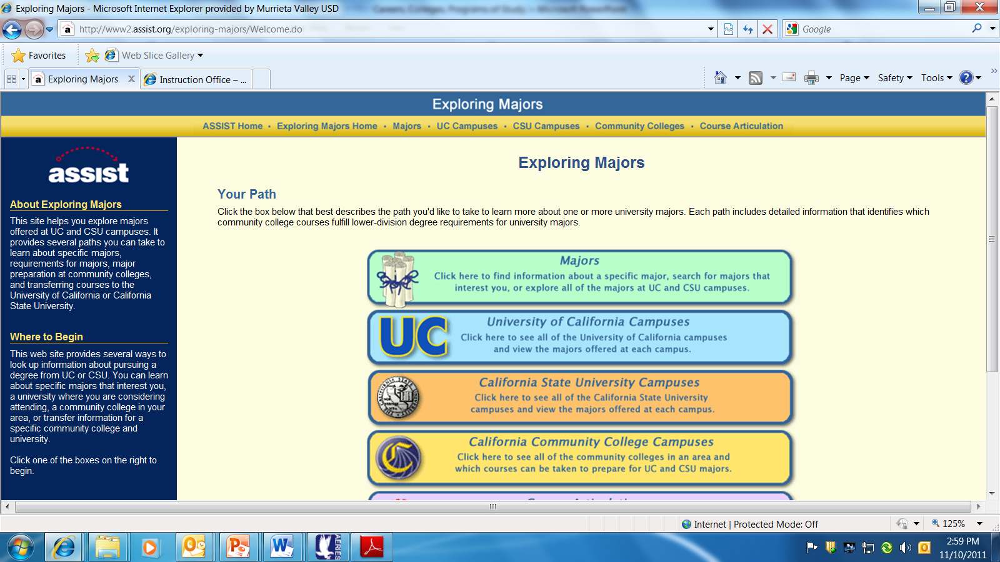 Exploring Majors - Microsoft Internet Explorer provided by Murrieta Valley USD
http://www2.assist.org/exploring-majors/Welcome.do
Google
Favorites
Web Slice Gallery
Exploring Majors
Instruction Office – ...
Page
Safety
Tools
Exploring Majors
ASSIST Home • Exploring Majors Home • Majors • UC Campuses • CSU Campuses • Community Colleges • Course Articulation
assist
About Exploring Majors
This site helps you explore majors
offered at UC and CSU campuses. It
provides several paths you can take to
learn about specific majors,
requirements for majors, major
preparation at community colleges,
and transferring courses to the
University of California or California
State University.
Where to Begin
This web site provides several ways to
look up information about pursuing a
degree from UC or CSU. You can learn
about specific majors that interest you,
a university where you are considering
attending, a community college in your
area, or transfer information for a
specific community college and
university.
Click one of the boxes on the right to
begin.
Exploring Majors
Your Path
Click the box below that best describes the path you'd like to take to learn more about one or more university majors. Each path includes detailed information that identifies which
community college courses fulfill lower-division degree requirements for university majors.
Majors
Click here to find information about a specific major, search for majors that
interest you, or explore all of the majors at UC and CSU campuses.
UC
University of California Campuses
Click here to see all of the University of California campuses
and view the majors offered at each campus.
California State University Campuses
Click here to see all of the California State University
campuses and view the majors offered at each campus.
California Community College Campuses
Click here to see all of the community colleges in an area and
which courses can be taken to prepare for UC and CSU majors.
Internet | Protected Mode: Off
125%
AERIES
2:59 PM
11/10/2011